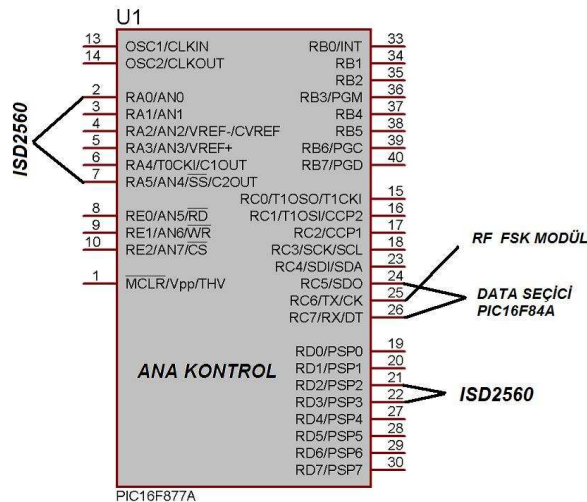 U1
13 OSC1/CLKIN RB0/INT 33
14 OSC2/CLKOUT RB1 34
RB2 35
2 RA0/AN0 RB3/PGM 36
3 RA1/AN1 RB4 37
4 RA2/AN2/VREF-/CVREF RB5 38
5 RA3/AN3/VREF+ RB6/PGC 39
6 RA4/T0CKI/C1OUT RB7/PGD 40
7 RA5/AN4/SS/C2OUT
RC0/T1OSO/T1CKI 15
8 RE0/AN5/RD RC1/T1OSI/CCP2 16
9 RE1/AN6/WR RC2/CCP1 17
10 RE2/AN7/CS RC3/SCK/SCL 18
RC4/SDI/SDA 23
1 MCLR/Vpp/THV RC5/SDO 24
RC6/TX/CK 25
RC7/RX/DT 26
RD0/PSP0 19
RD1/PSP1 20
RD2/PSP2 21
RD3/PSP3 22
RD4/PSP4 27
RD5/PSP5 28
RD6/PSP6 29
RD7/PSP7 30
ISD2560
ANA KONTROL
RF FSK MODÜL
DATA SEÇİCİ
PIC16F84A
ISD2560
PIC16F877A